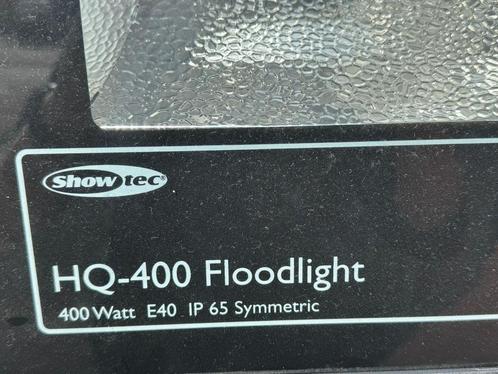 Showtec®
HQ-400 Floodlight
400 Watt E40 IP 65 Symmetric